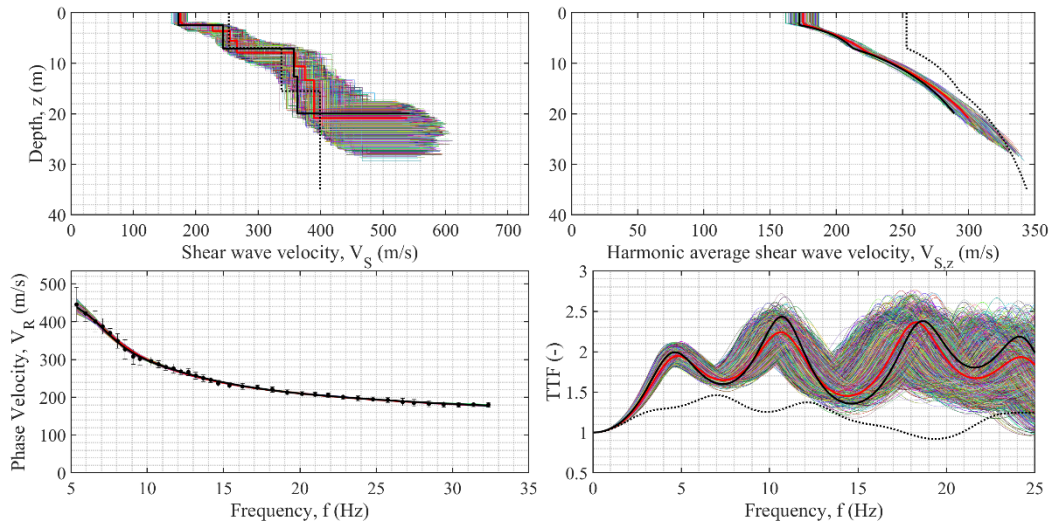 0
10
20
30
40
Depth, z (m)
0 100 200 300 400 500 600 700
Shear wave velocity, V_S (m/s)
0
10
20
30
40
0 50 100 150 200 250 300 350
Harmonic average shear wave velocity, V_S,z (m/s)
500
400
300
200
100
0
Phase Velocity, V_R (m/s)
5 10 15 20 25 30 35
Frequency, f (Hz)
3
2.5
2
1.5
1
0.5
TTF (-)
0 5 10 15 20 25
Frequency, f (Hz)